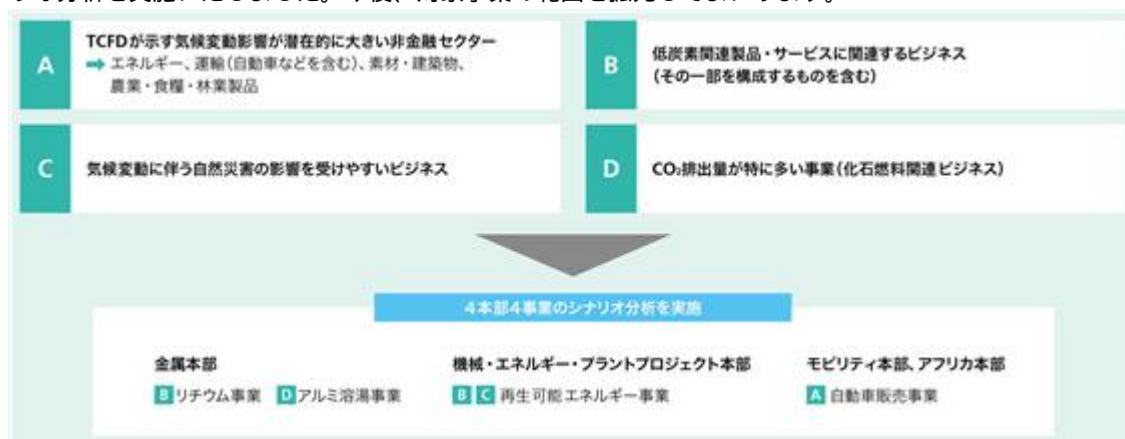 A
TCFDが示す気候変動影響が潜在的に大きい非金融セクター
➡ エネルギー、運輸(自動車などを含む)、素材・建築物、
農業・食糧・林業製品
B
低炭素関連製品・サービスに関連するビジネス
(その一部を構成するものを含む)
C
気候変動に伴う自然災害の影響を受けやすいビジネス
D
CO₂排出量が特に多い事業(化石燃料関連ビジネス)
4本部4事業のシナリオ分析を実施
金属本部
B リチウム事業 D アルミ溶湯事業
機械・エネルギー・プラントプロジェクト本部
B C 再生可能エネルギー事業
モビリティ本部、アフリカ本部
A 自動車販売事業